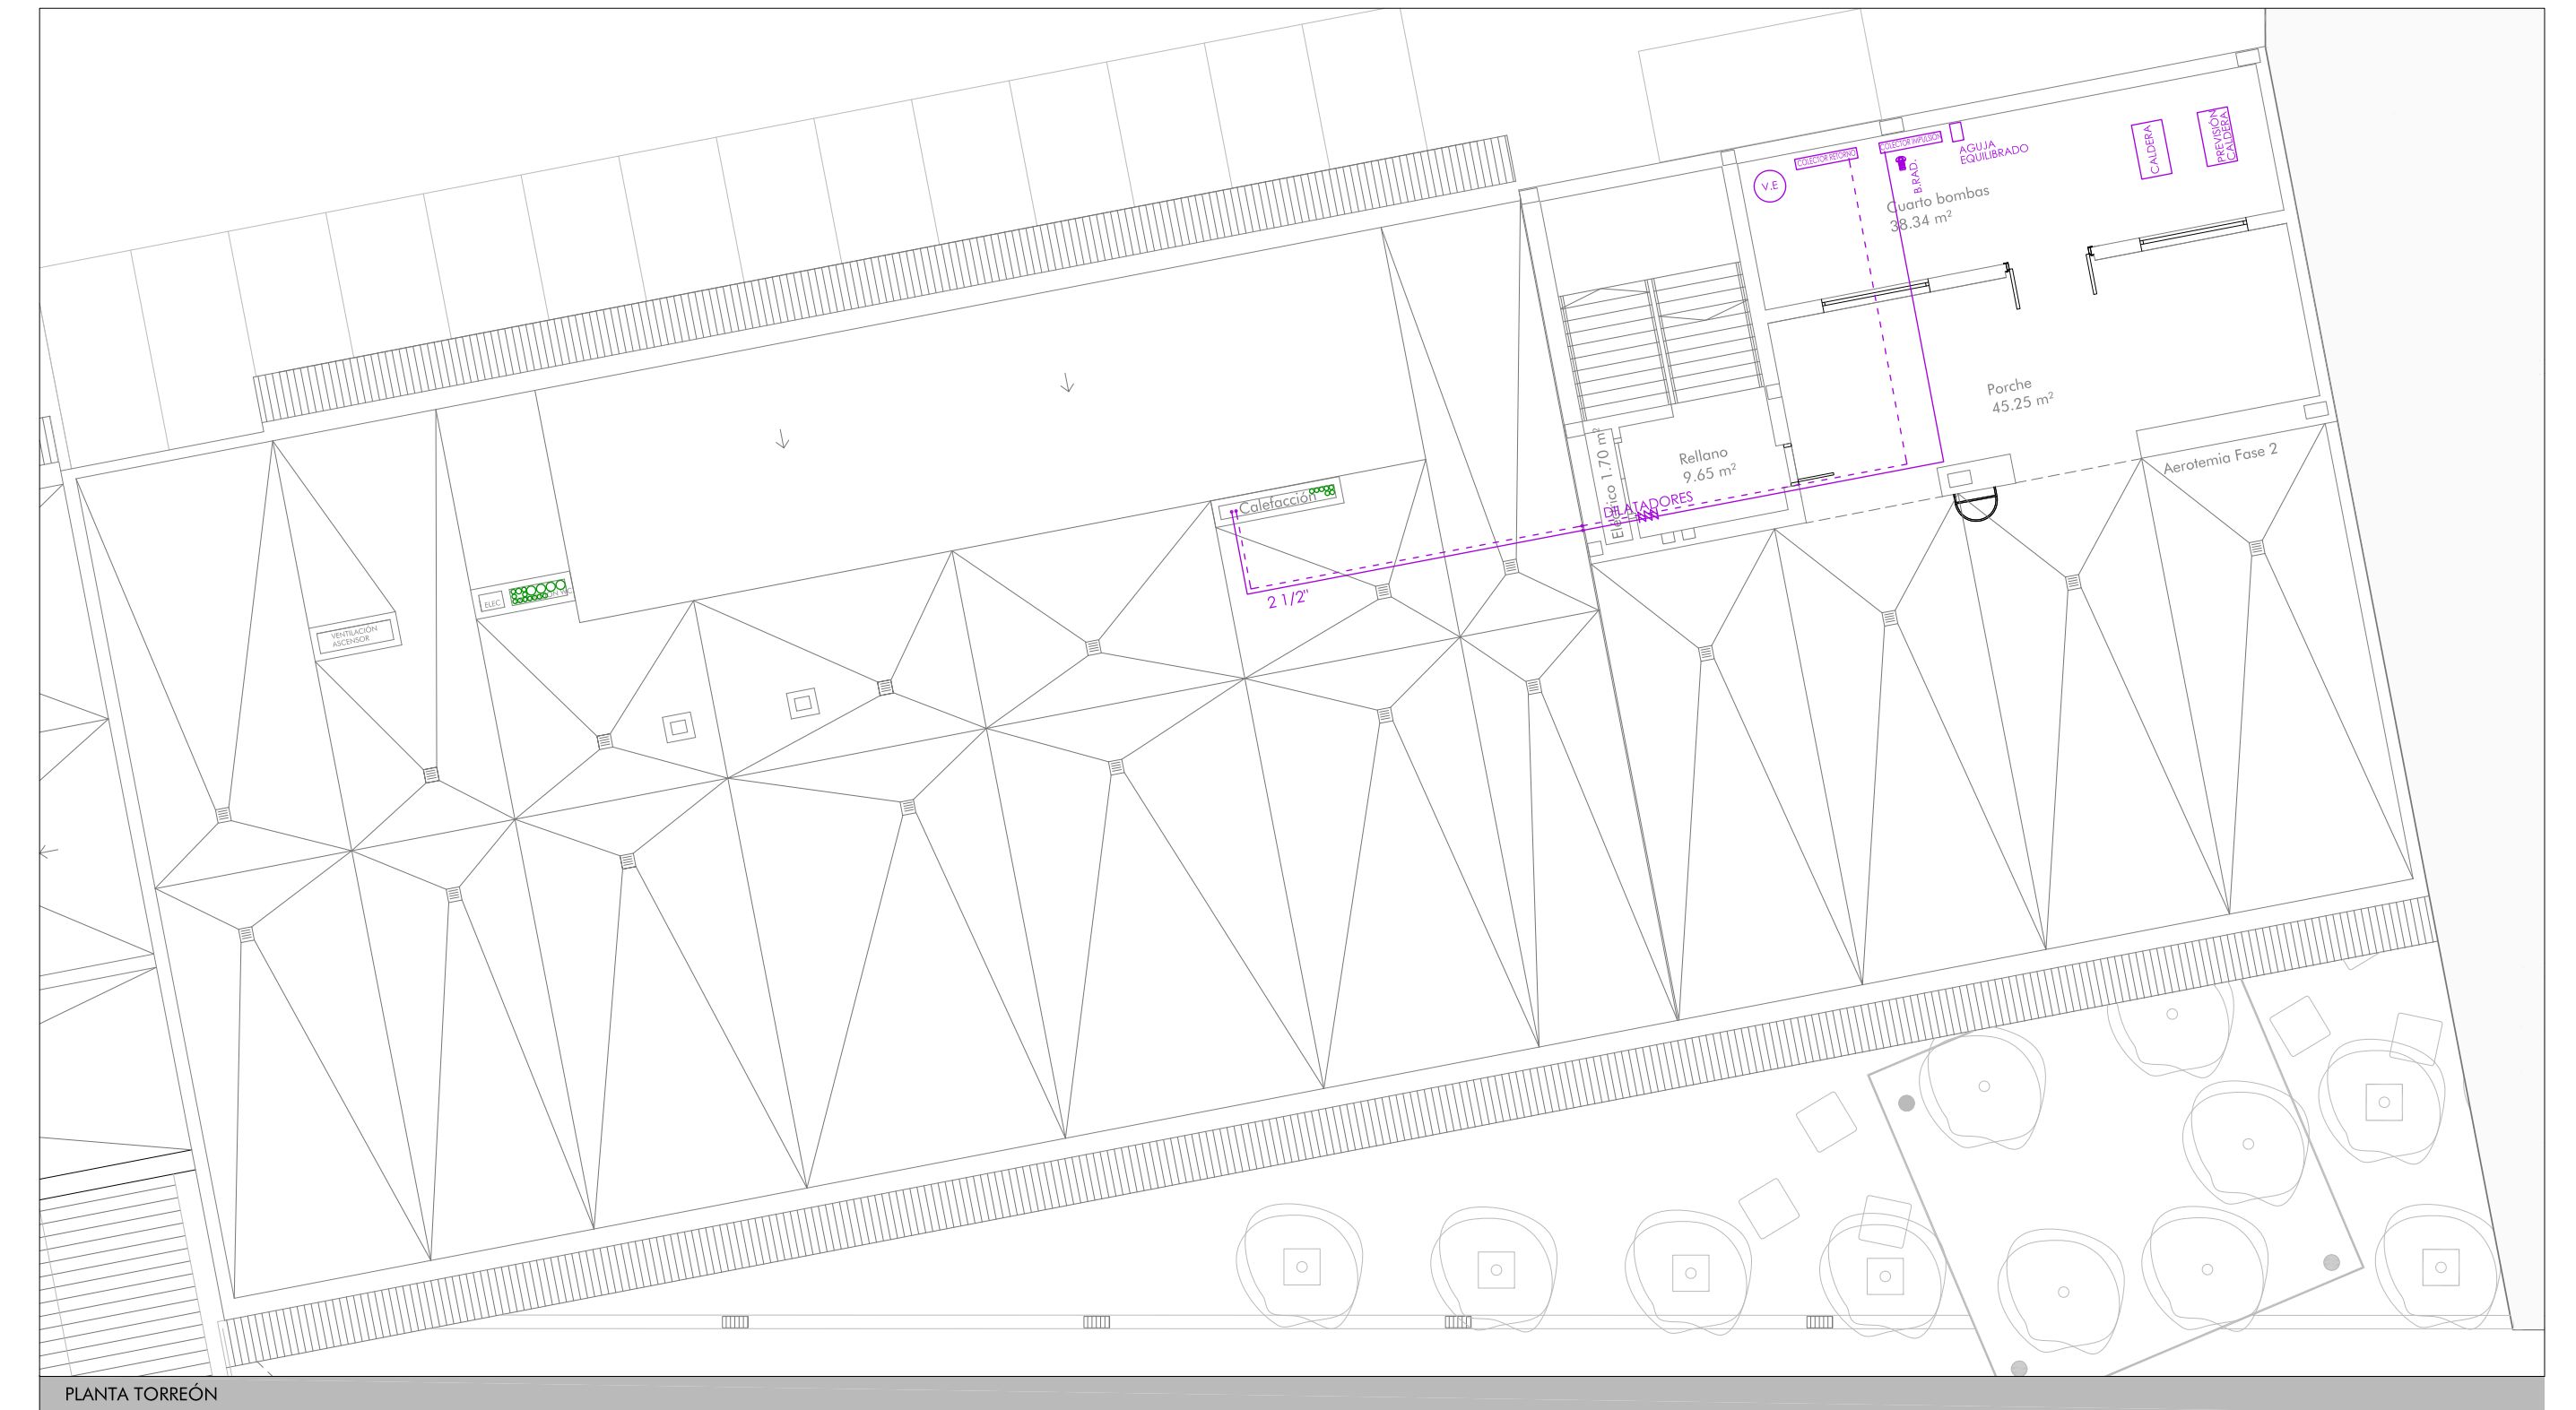 COLECTOR RETORNO
COLECTOR IMPULSIÓN
AGUJA
EQUILIBRADO
CALDERA
PREVISIÓN
CALDERA
V.E
B.RAD.
Cuarto bombas
38.34 m²
Porche
45.25 m²
Rellano
9.65 m²
Aerotemia Fase 2
1.70 m²
DILATADORES
Calefacción
2 1/2"
ELEC
VENTILACIÓN
ASCENSOR
PLANTA TORREÓN